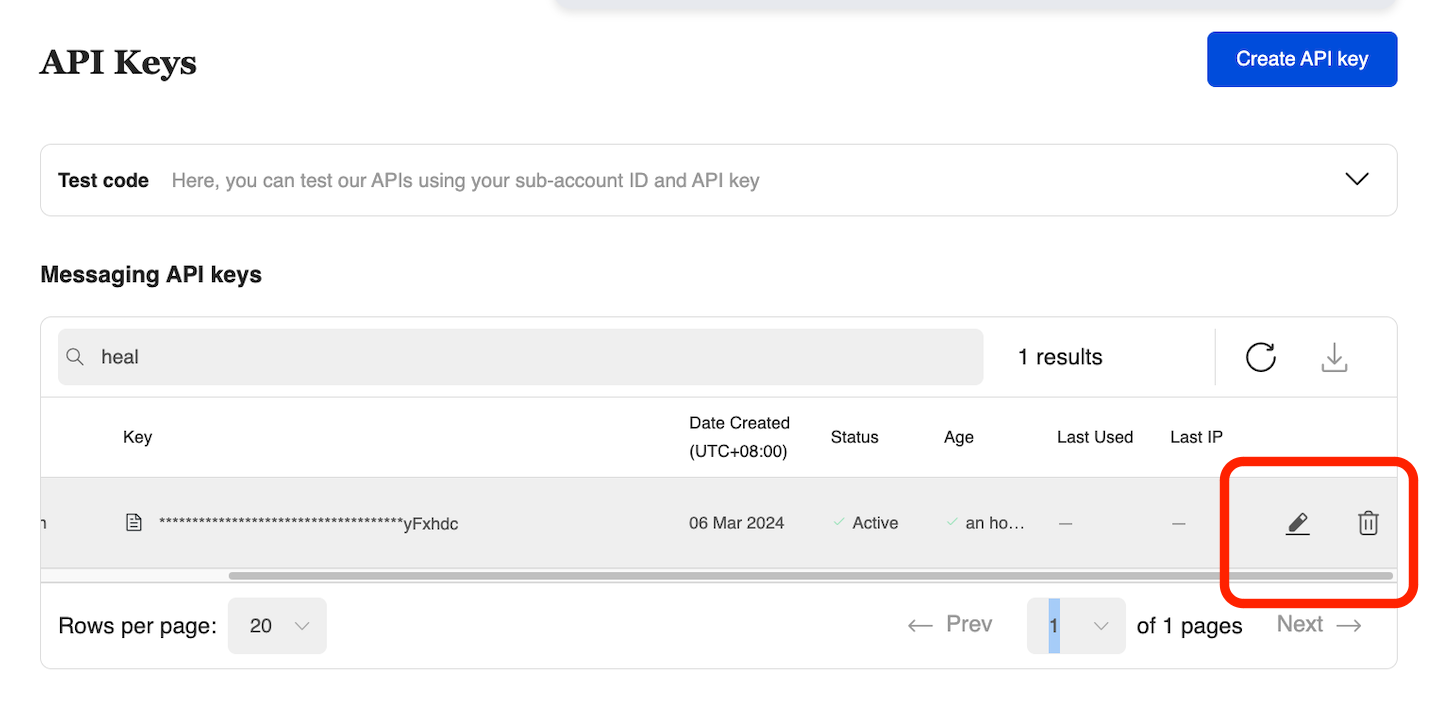 API Keys
Create API key
Test code Here, you can test our APIs using your sub-account ID and API key
Messaging API keys
heal
1 results
Key
Date Created
(UTC+08:00)
Status
Age
Last Used
Last IP
n
*************************************yFxhdc
06 Mar 2024
Active
an ho...
—
—
Rows per page: 20
← Prev
1
of 1 pages
Next →